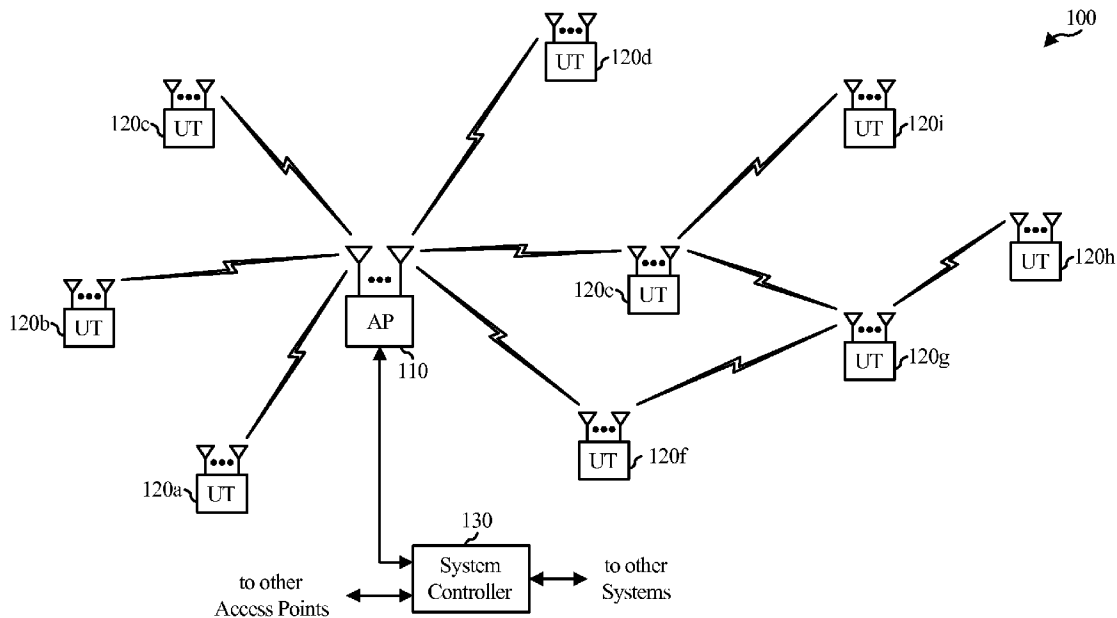 100
UT
120d
UT
120c
UT
120i
UT
120h
UT
120e
UT
120b
AP
110
UT
120g
UT
120f
UT
120a
130
System
Controller
to other
Access Points
to other
Systems